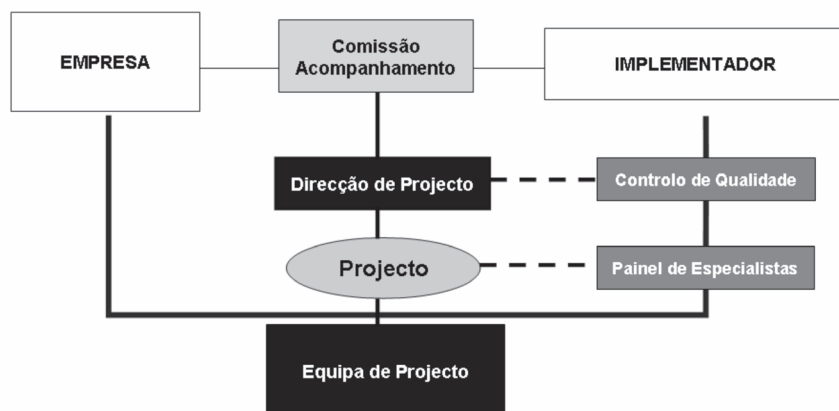 EMPRESA
Comissão
Acompanhamento
IMPLEMENTADOR
Direcção de Projecto
Controlo de Qualidade
Projecto
Painel de Especialistas
Equipa de Projecto